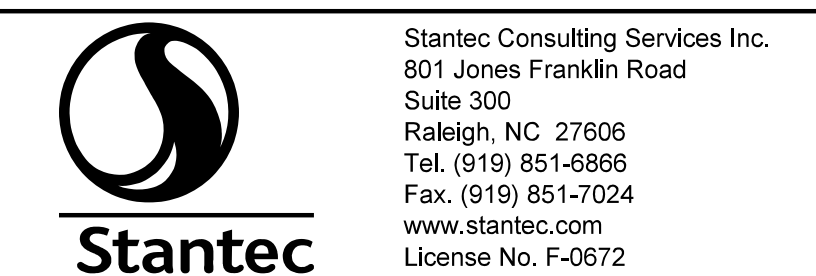 Stantec
Stantec Consulting Services Inc.
801 Jones Franklin Road
Suite 300
Raleigh, NC  27606
Tel. (919) 851-6866
Fax. (919) 851-7024
www.stantec.com
License No. F-0672